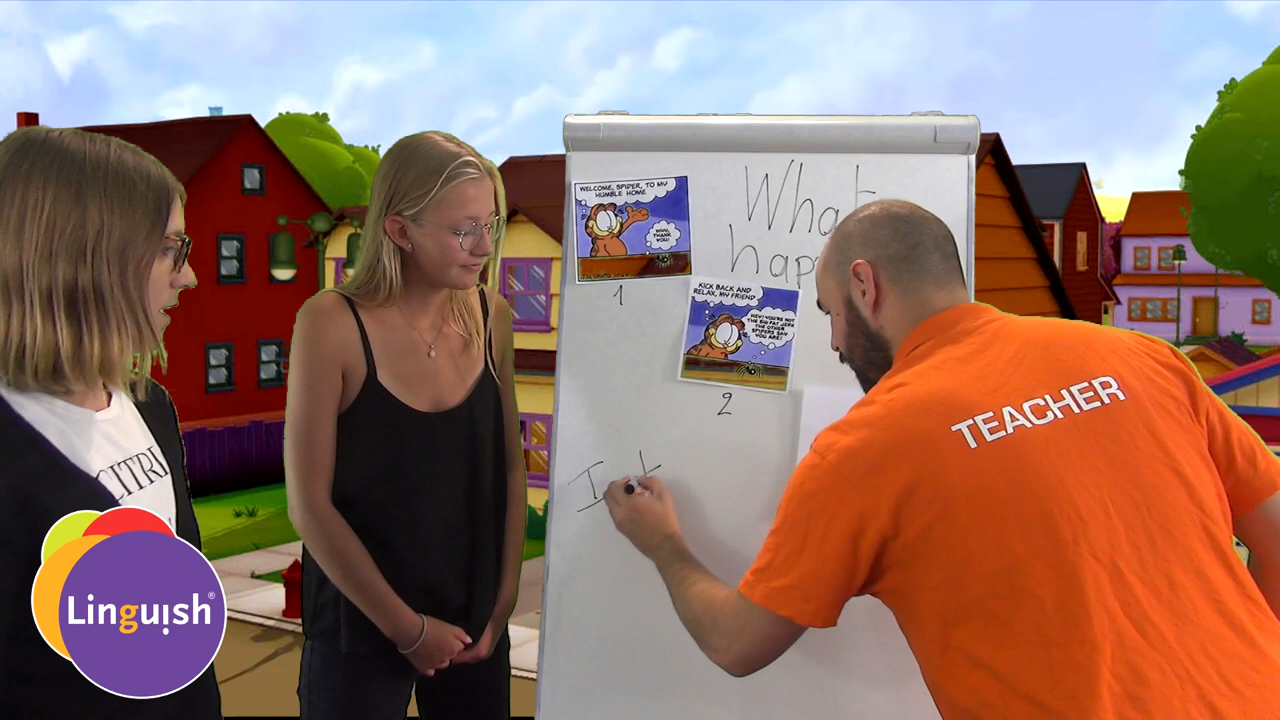 WELCOME, SPIDER, TO MY
HUMBLE HOME
WHY,
THANK
YOU!
What
hap
1
KICK BACK AND
RELAX, MY FRIEND
HEY! YOU'RE NOT
THE BIG FAT JERK
THE OTHER
SPIDERS SAY
YOU ARE!
2
I t
TEACHER
CITRI
Linguish®